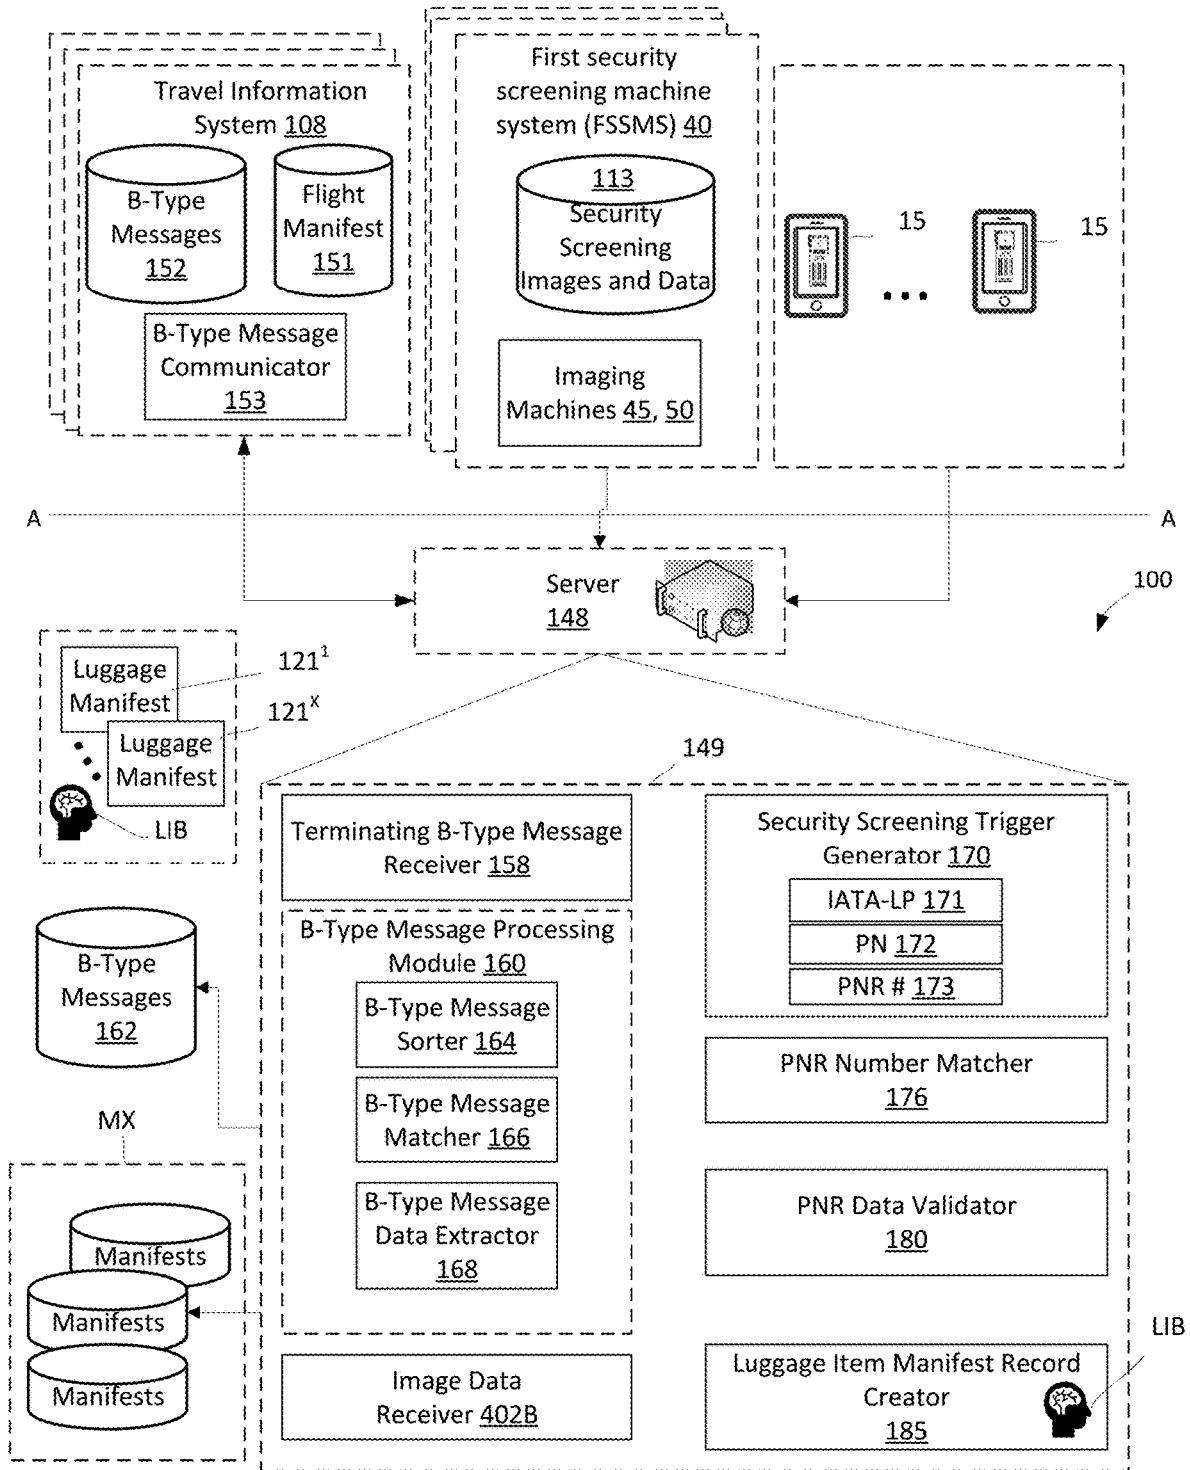 Travel Information
System 108
B-Type
Messages
152
Flight
Manifest
151
B-Type Message
Communicator
153
First security
screening machine
system (FSSMS) 40
113
Security
Screening
Images and Data
Imaging
Machines 45, 50
15
15
A
A
Server
148
100
Luggage
Manifest
121¹
Luggage
Manifest
121ˣ
LIB
149
Terminating B-Type Message
Receiver 158
B-Type Message Processing
Module 160
B-Type Message
Sorter 164
B-Type Message
Matcher 166
B-Type Message
Data Extractor
168
Image Data
Receiver 402B
Security Screening Trigger
Generator 170
IATA-LP 171
PN 172
PNR # 173
PNR Number Matcher
176
PNR Data Validator
180
Luggage Item Manifest Record
Creator
185
LIB
B-Type
Messages
162
MX
Manifests
Manifests
Manifests